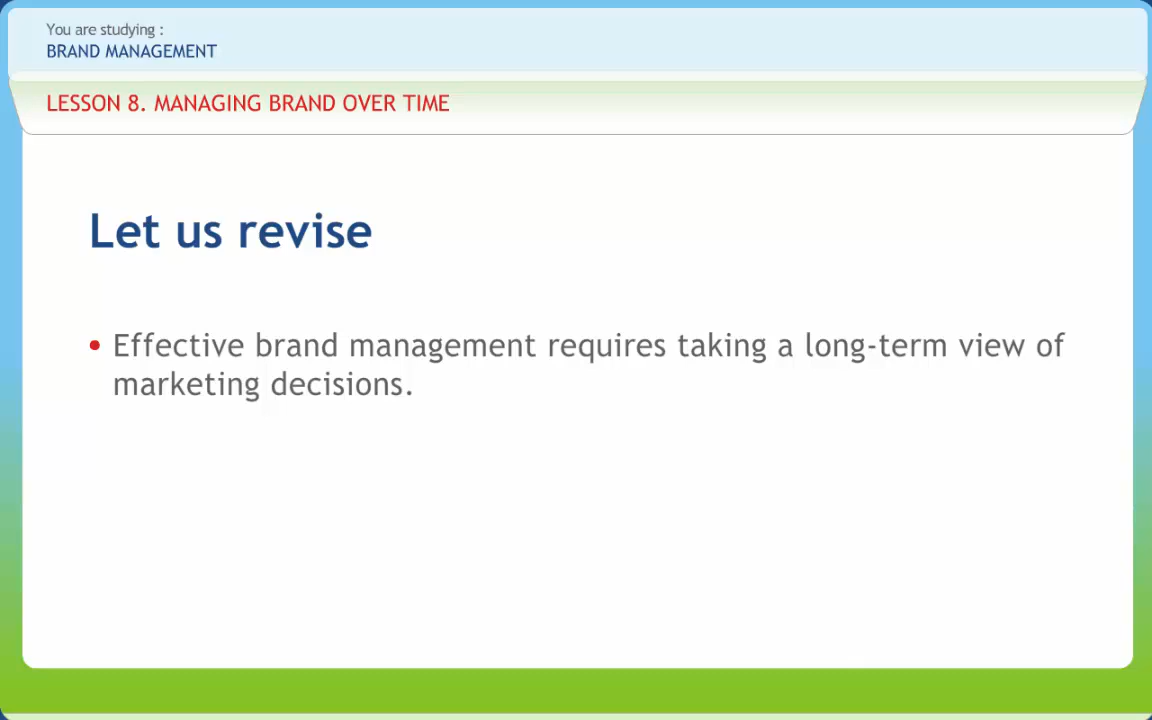 You are studying :
BRAND MANAGEMENT
LESSON 8. MANAGING BRAND OVER TIME
Let us revise
• Effective brand management requires taking a long-term view of
marketing decisions.